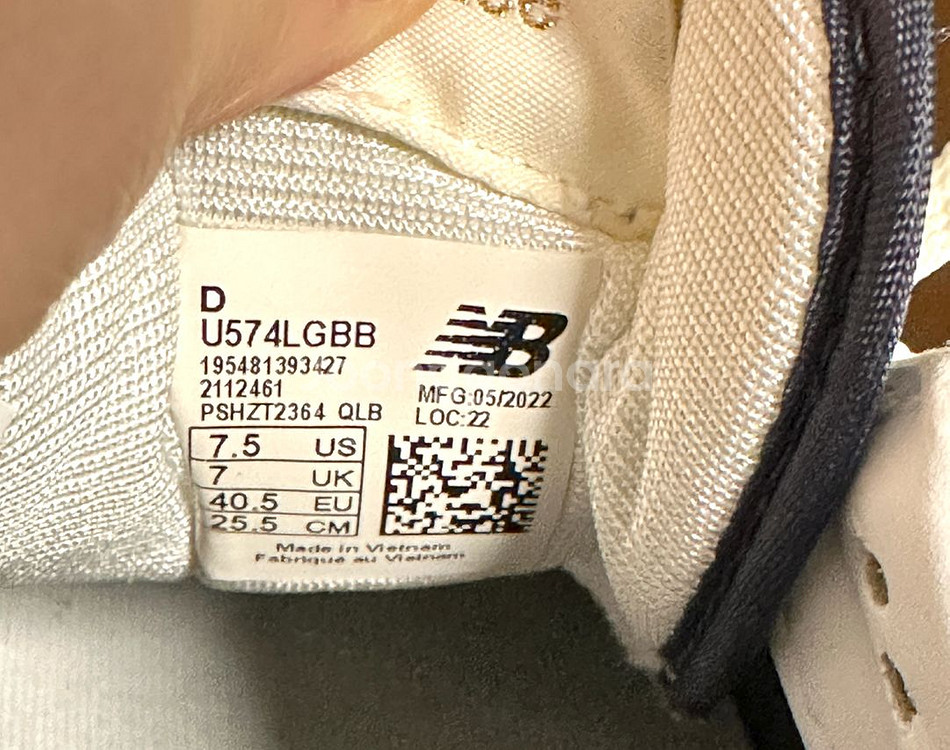 D
U574LGBB
195481393427
2112461
PSHZT2364 QLB
NB
MFG:05/2022
LOC:22
7.5 US
7 UK
40.5 EU
25.5 CM
Made in Vietnam
Fabriqué au Vietnam